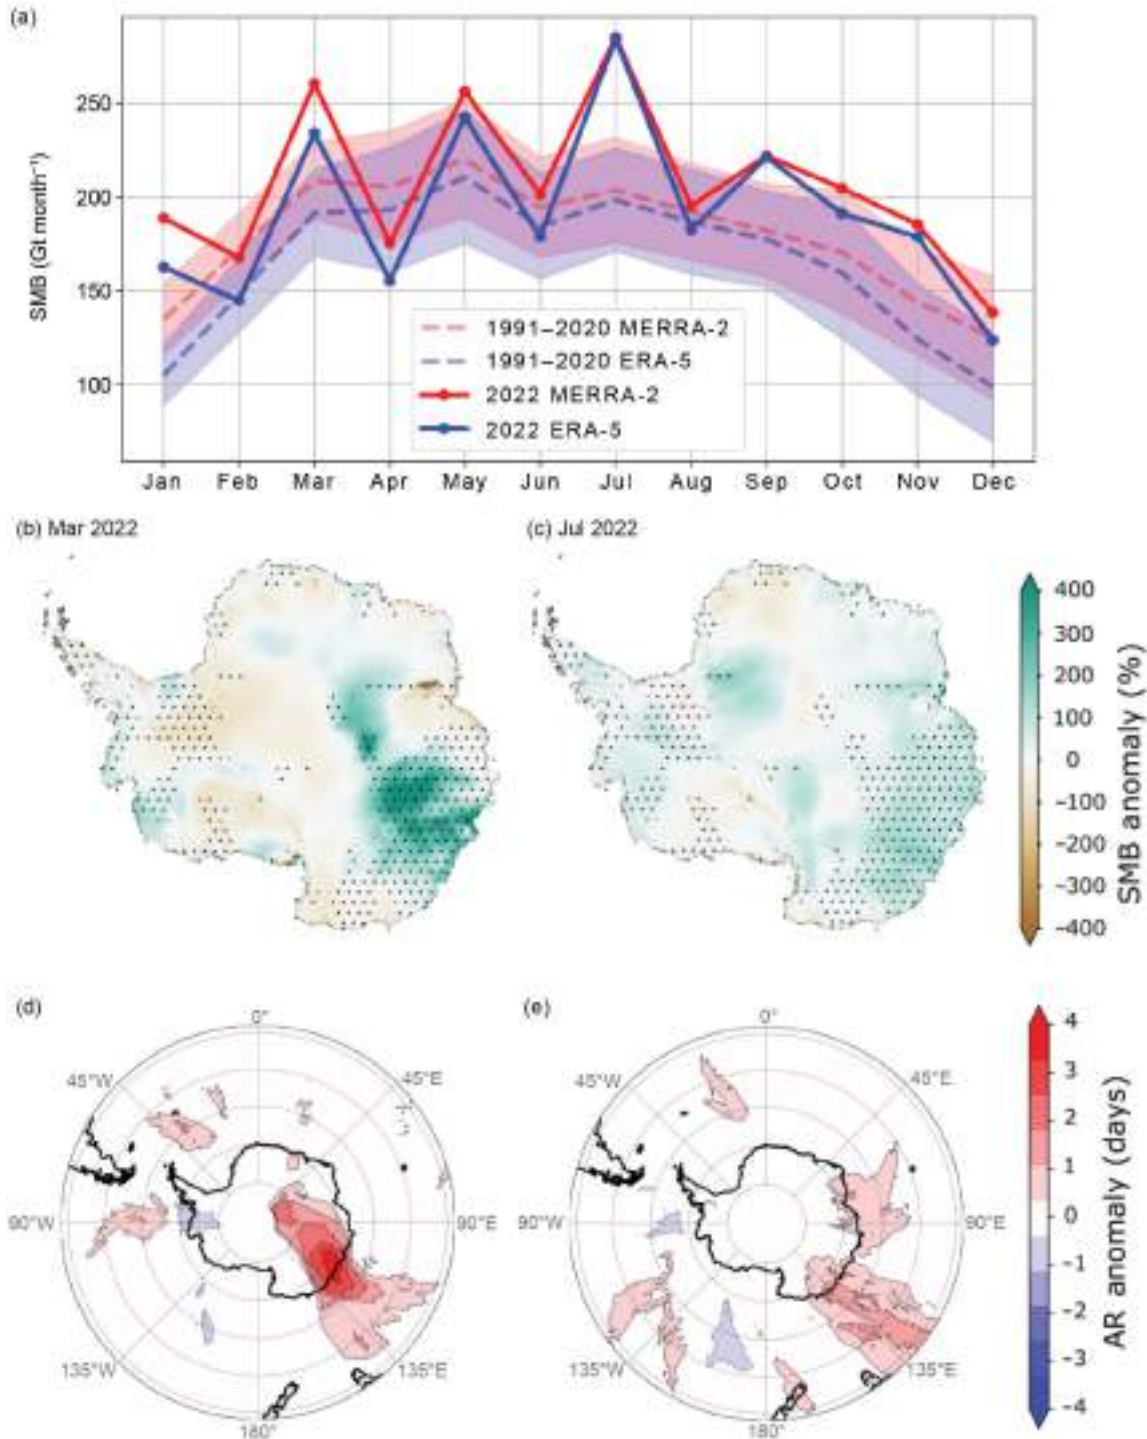 (a)
250
200
150
100
SMB (Gt month⁻¹)
1991–2020 MERRA-2
1991–2020 ERA-5
2022 MERRA-2
2022 ERA-5
Jan Feb Mar Apr May Jun Jul Aug Sep Oct Nov Dec
(b) Mar 2022
(c) Jul 2022
400
300
200
100
0
-100
-200
-300
-400
SMB anomaly (%)
(d)
0°
45°W
45°E
90°W
90°E
135°W
135°E
180°
(e)
0°
45°W
45°E
90°W
90°E
135°W
135°E
180°
4
3
2
1
0
-1
-2
-3
-4
AR anomaly (days)